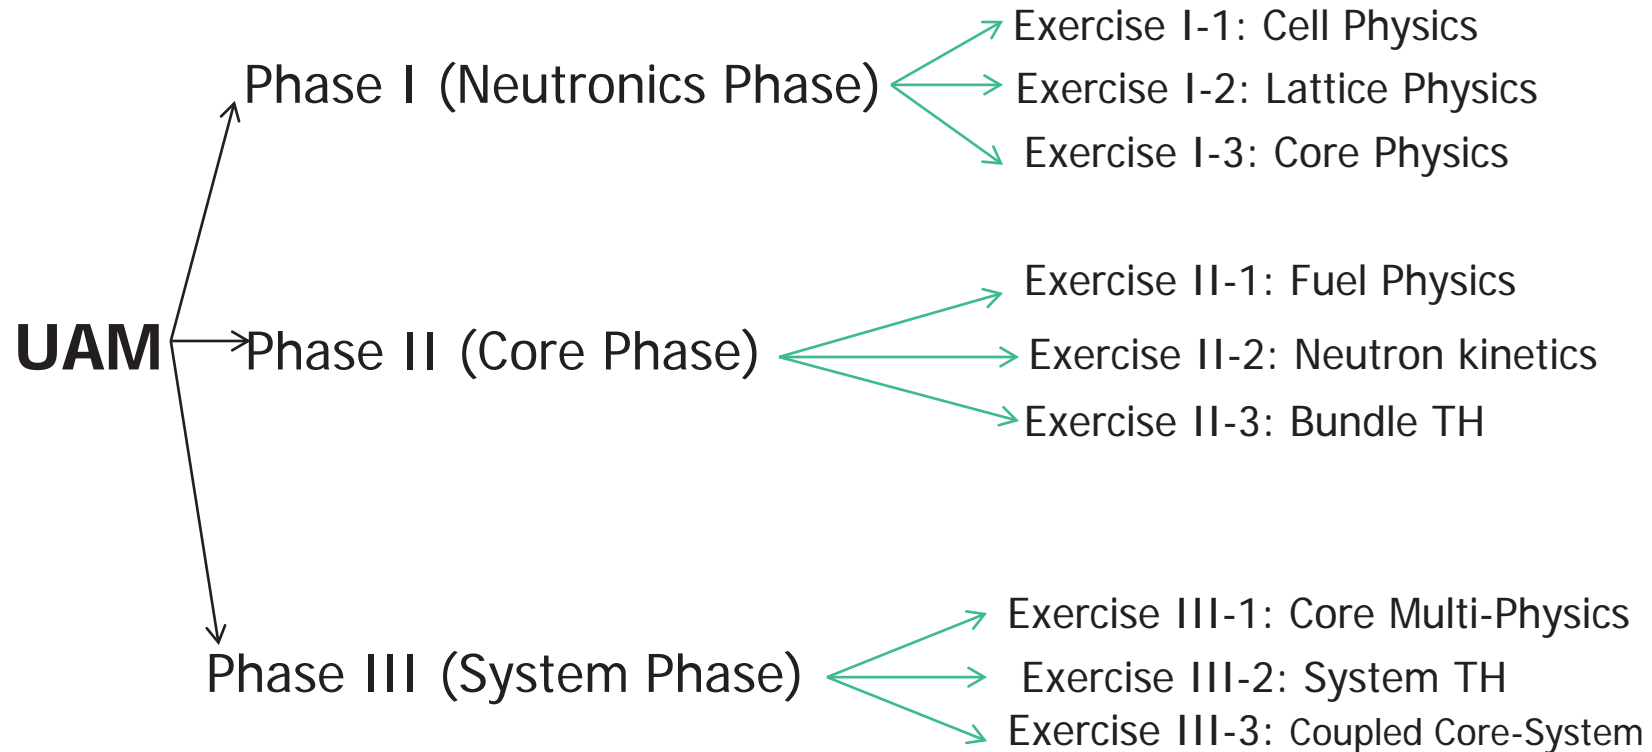 Exercise I-1: Cell Physics
Phase I (Neutronics Phase)
Exercise I-2: Lattice Physics
Exercise I-3: Core Physics
Exercise II-1: Fuel Physics
UAM
Phase II (Core Phase)
Exercise II-2: Neutron kinetics
Exercise II-3: Bundle TH
Exercise III-1: Core Multi-Physics
Phase III (System Phase)
Exercise III-2: System TH
Exercise III-3: Coupled Core-System